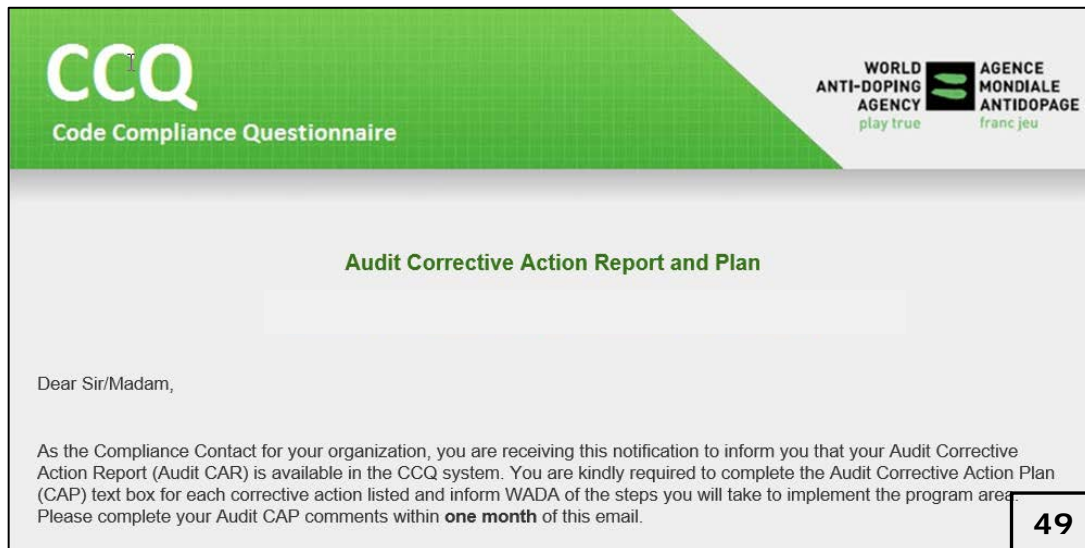 CCQ
Code Compliance Questionnaire
WORLD
ANTI-DOPING
AGENCY
play true
AGENCE
MONDIALE
ANTIDOPAGE
franc jeu
Audit Corrective Action Report and Plan
Dear Sir/Madam,
As the Compliance Contact for your organization, you are receiving this notification to inform you that your Audit Corrective
Action Report (Audit CAR) is available in the CCQ system. You are kindly required to complete the Audit Corrective Action Plan
(CAP) text box for each corrective action listed and inform WADA of the steps you will take to implement the program area.
Please complete your Audit CAP comments within one month of this email.
49